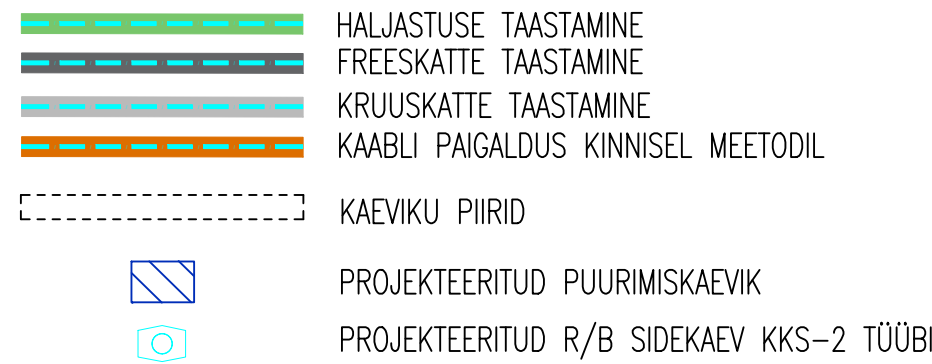 HALJASTUSE TAASTAMINE
FREESKATTE TAASTAMINE
KRUUSKATTE TAASTAMINE
KAABLI PAIGALDUS KINNISEL MEETODIL
KAEVIKU PIIRID
PROJEKTEERITUD PUURIMISKAEVIK
PROJEKTEERITUD R/B SIDEKAEV KKS-2 TÜÜBI